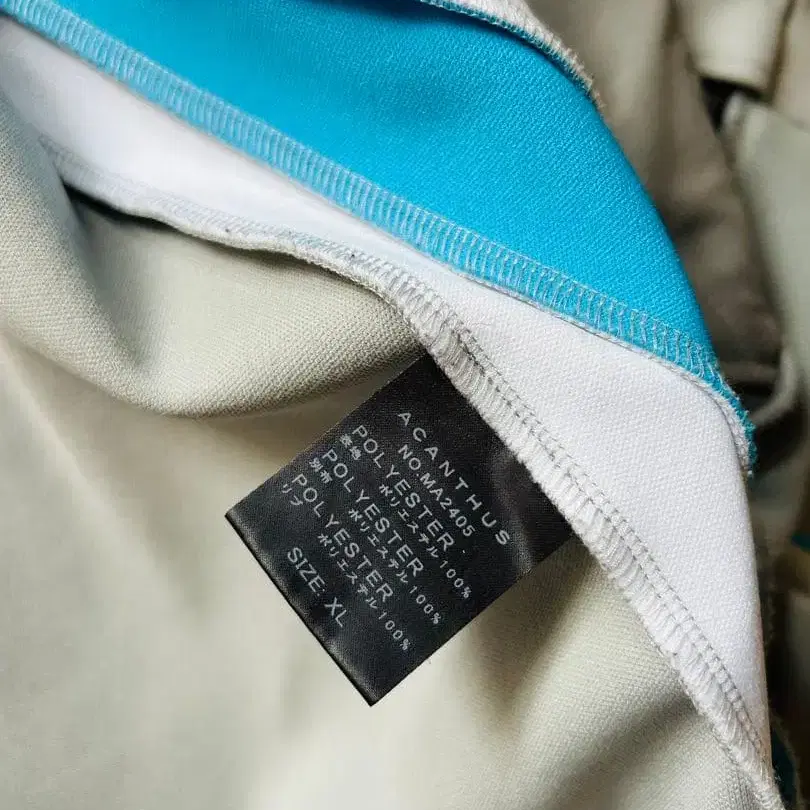 ACANTHUS
NO.MA2405
POLYESTER
表地 ポリエステル100%
POLYESTER
別布 ポリエステル100%
POLYESTER
リブ ポリエステル100%
SIZE: XL